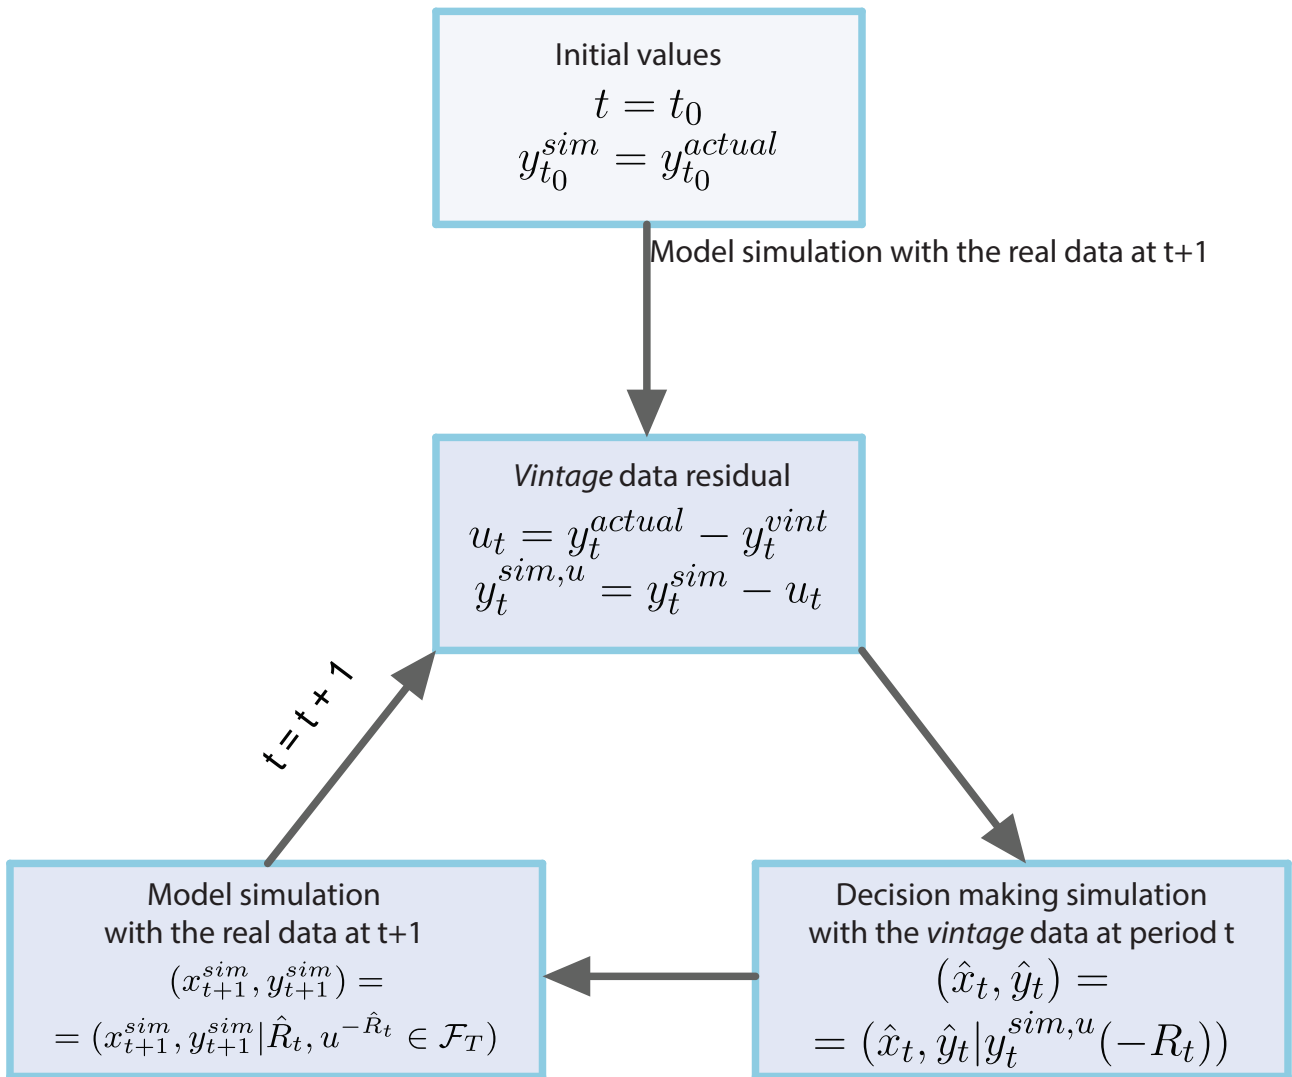 Initial values
t = t_0
y_{t_0}^{sim} = y_{t_0}^{actual}
Model simulation with the real data at t+1
Vintage data residual
u_t = y_t^{actual} − y_t^{vint}
y_t^{sim,u} = y_t^{sim} − u_t
t = t + 1
Model simulation
with the real data at t+1
(x_{t+1}^{sim}, y_{t+1}^{sim}) =
= (x_{t+1}^{sim}, y_{t+1}^{sim} | \hat{R}_t, u^{-\hat{R}_t} ∈ \mathcal{F}_T)
Decision making simulation
with the vintage data at period t
(\hat{x}_t, \hat{y}_t) =
= (\hat{x}_t, \hat{y}_t | y_t^{sim,u}(−R_t))